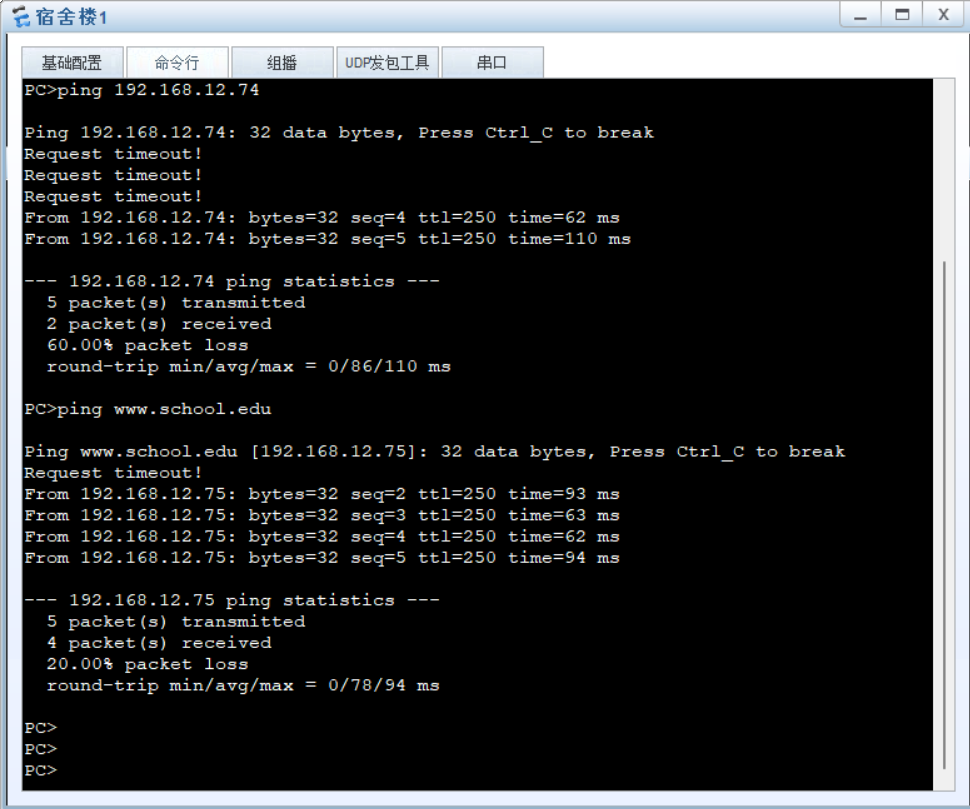 宿舍楼1
基础配置 命令行 组播 UDP发包工具 串口
PC>ping 192.168.12.74
Ping 192.168.12.74: 32 data bytes, Press Ctrl_C to break
Request timeout!
Request timeout!
Request timeout!
From 192.168.12.74: bytes=32 seq=4 ttl=250 time=62 ms
From 192.168.12.74: bytes=32 seq=5 ttl=250 time=110 ms
--- 192.168.12.74 ping statistics ---
5 packet(s) transmitted
2 packet(s) received
60.00% packet loss
round-trip min/avg/max = 0/86/110 ms
PC>ping www.school.edu
Ping www.school.edu [192.168.12.75]: 32 data bytes, Press Ctrl_C to break
Request timeout!
From 192.168.12.75: bytes=32 seq=2 ttl=250 time=93 ms
From 192.168.12.75: bytes=32 seq=3 ttl=250 time=63 ms
From 192.168.12.75: bytes=32 seq=4 ttl=250 time=62 ms
From 192.168.12.75: bytes=32 seq=5 ttl=250 time=94 ms
--- 192.168.12.75 ping statistics ---
5 packet(s) transmitted
4 packet(s) received
20.00% packet loss
round-trip min/avg/max = 0/78/94 ms
PC>
PC>
PC>